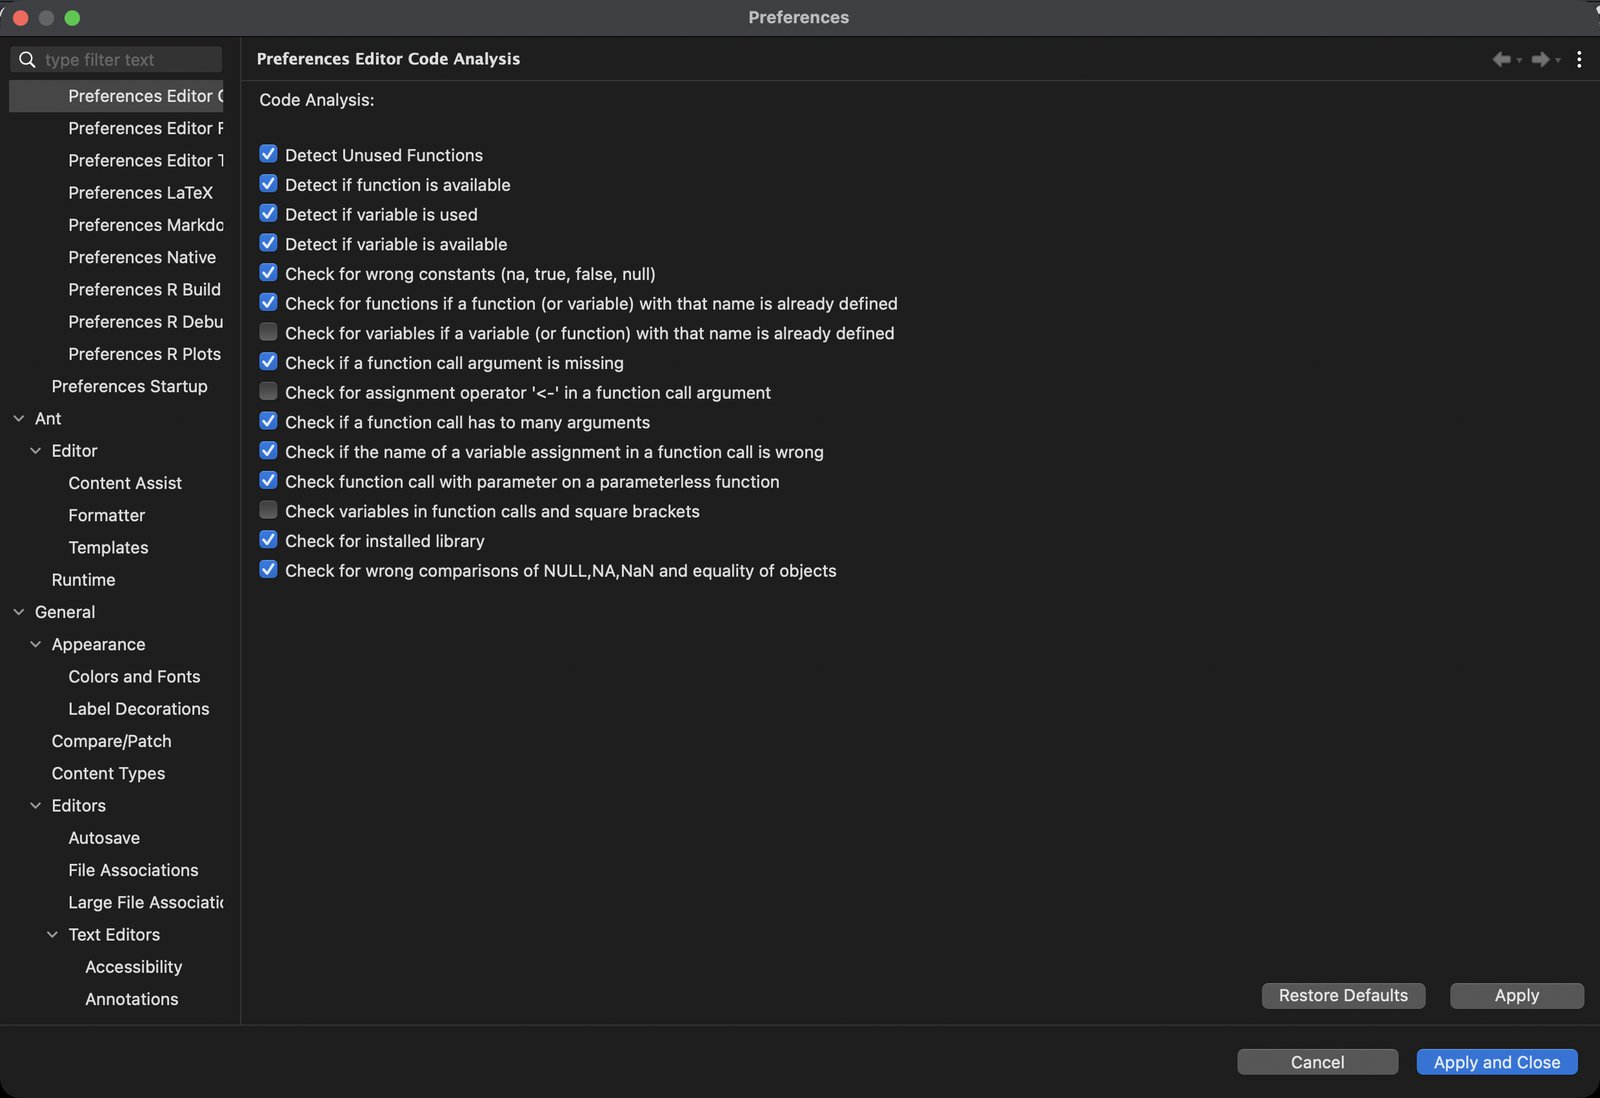 Preferences
type filter text
Preferences Editor C
Preferences Editor F
Preferences Editor T
Preferences LaTeX
Preferences Markdo
Preferences Native
Preferences R Build
Preferences R Debu
Preferences R Plots
Preferences Startup
Ant
Editor
Content Assist
Formatter
Templates
Runtime
General
Appearance
Colors and Fonts
Label Decorations
Compare/Patch
Content Types
Editors
Autosave
File Associations
Large File Associatio
Text Editors
Accessibility
Annotations
Preferences Editor Code Analysis
Code Analysis:
Detect Unused Functions
Detect if function is available
Detect if variable is used
Detect if variable is available
Check for wrong constants (na, true, false, null)
Check for functions if a function (or variable) with that name is already defined
Check for variables if a variable (or function) with that name is already defined
Check if a function call argument is missing
Check for assignment operator '<-' in a function call argument
Check if a function call has to many arguments
Check if the name of a variable assignment in a function call is wrong
Check function call with parameter on a parameterless function
Check variables in function calls and square brackets
Check for installed library
Check for wrong comparisons of NULL,NA,NaN and equality of objects
Restore Defaults
Apply
Cancel
Apply and Close